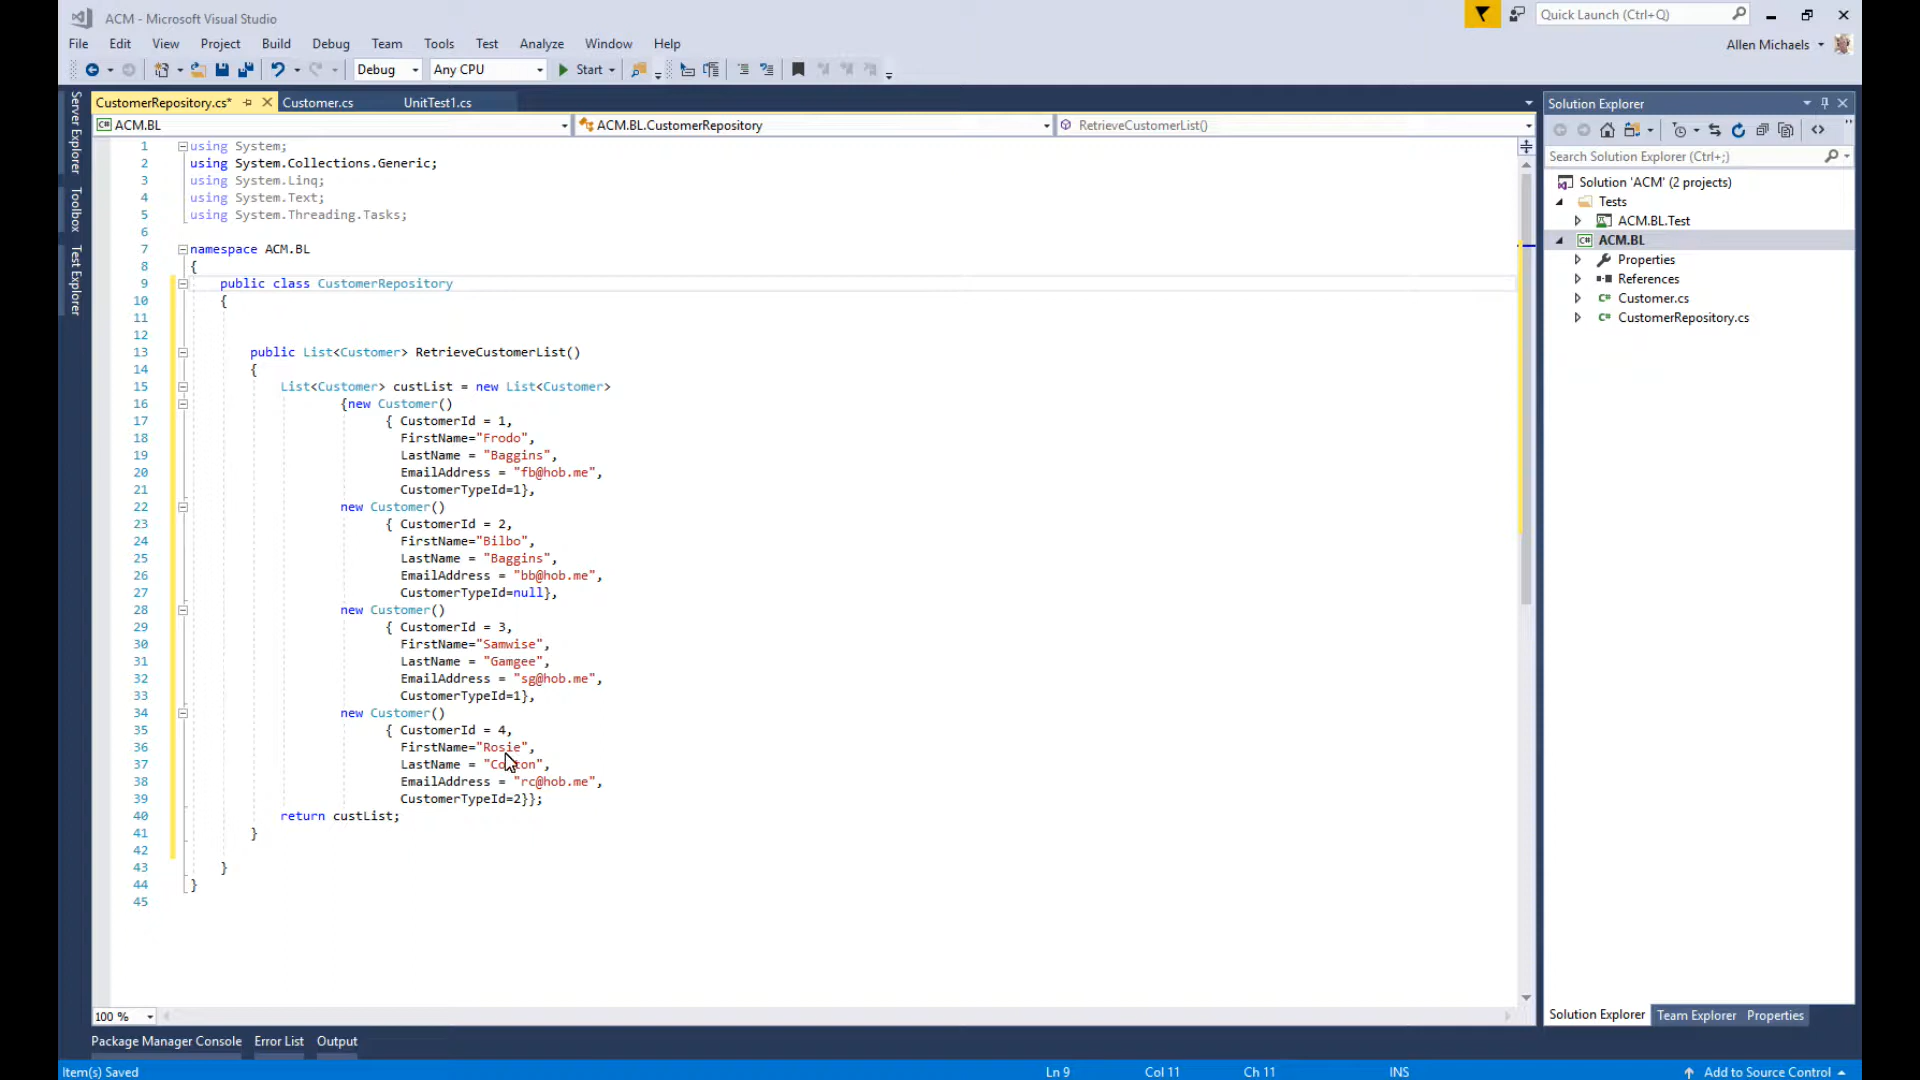 ACM - Microsoft Visual Studio
Quick Launch (Ctrl+Q)
File Edit View Project Build Debug Team Tools Test Analyze Window Help
Allen Michaels
Debug Any CPU Start
CustomerRepository.cs* Customer.cs UnitTest1.cs
ACM.BL ACM.BL.CustomerRepository RetrieveCustomerList()
Server Explorer
Toolbox
Test Explorer
1 using System;
2 using System.Collections.Generic;
3 using System.Linq;
4 using System.Text;
5 using System.Threading.Tasks;
6
7 namespace ACM.BL
8 {
9 public class CustomerRepository
10 {
11
12
13 public List<Customer> RetrieveCustomerList()
14 {
15 List<Customer> custList = new List<Customer>
16 {new Customer()
17 { CustomerId = 1,
18 FirstName="Frodo",
19 LastName = "Baggins",
20 EmailAddress = "fb@hob.me",
21 CustomerTypeId=1},
22 new Customer()
23 { CustomerId = 2,
24 FirstName="Bilbo",
25 LastName = "Baggins",
26 EmailAddress = "bb@hob.me",
27 CustomerTypeId=null},
28 new Customer()
29 { CustomerId = 3,
30 FirstName="Samwise",
31 LastName = "Gamgee",
32 EmailAddress = "sg@hob.me",
33 CustomerTypeId=1},
34 new Customer()
35 { CustomerId = 4,
36 FirstName="Rosie",
37 LastName = "Cotton",
38 EmailAddress = "rc@hob.me",
39 CustomerTypeId=2}};
40 return custList;
41 }
42
43 }
44 }
45
100 %
Solution Explorer
Search Solution Explorer (Ctrl+;)
Solution 'ACM' (2 projects)
Tests
ACM.BL.Test
ACM.BL
Properties
References
Customer.cs
CustomerRepository.cs
Solution Explorer Team Explorer Properties
Package Manager Console Error List Output
Item(s) Saved Ln 9 Col 11 Ch 11 INS Add to Source Control